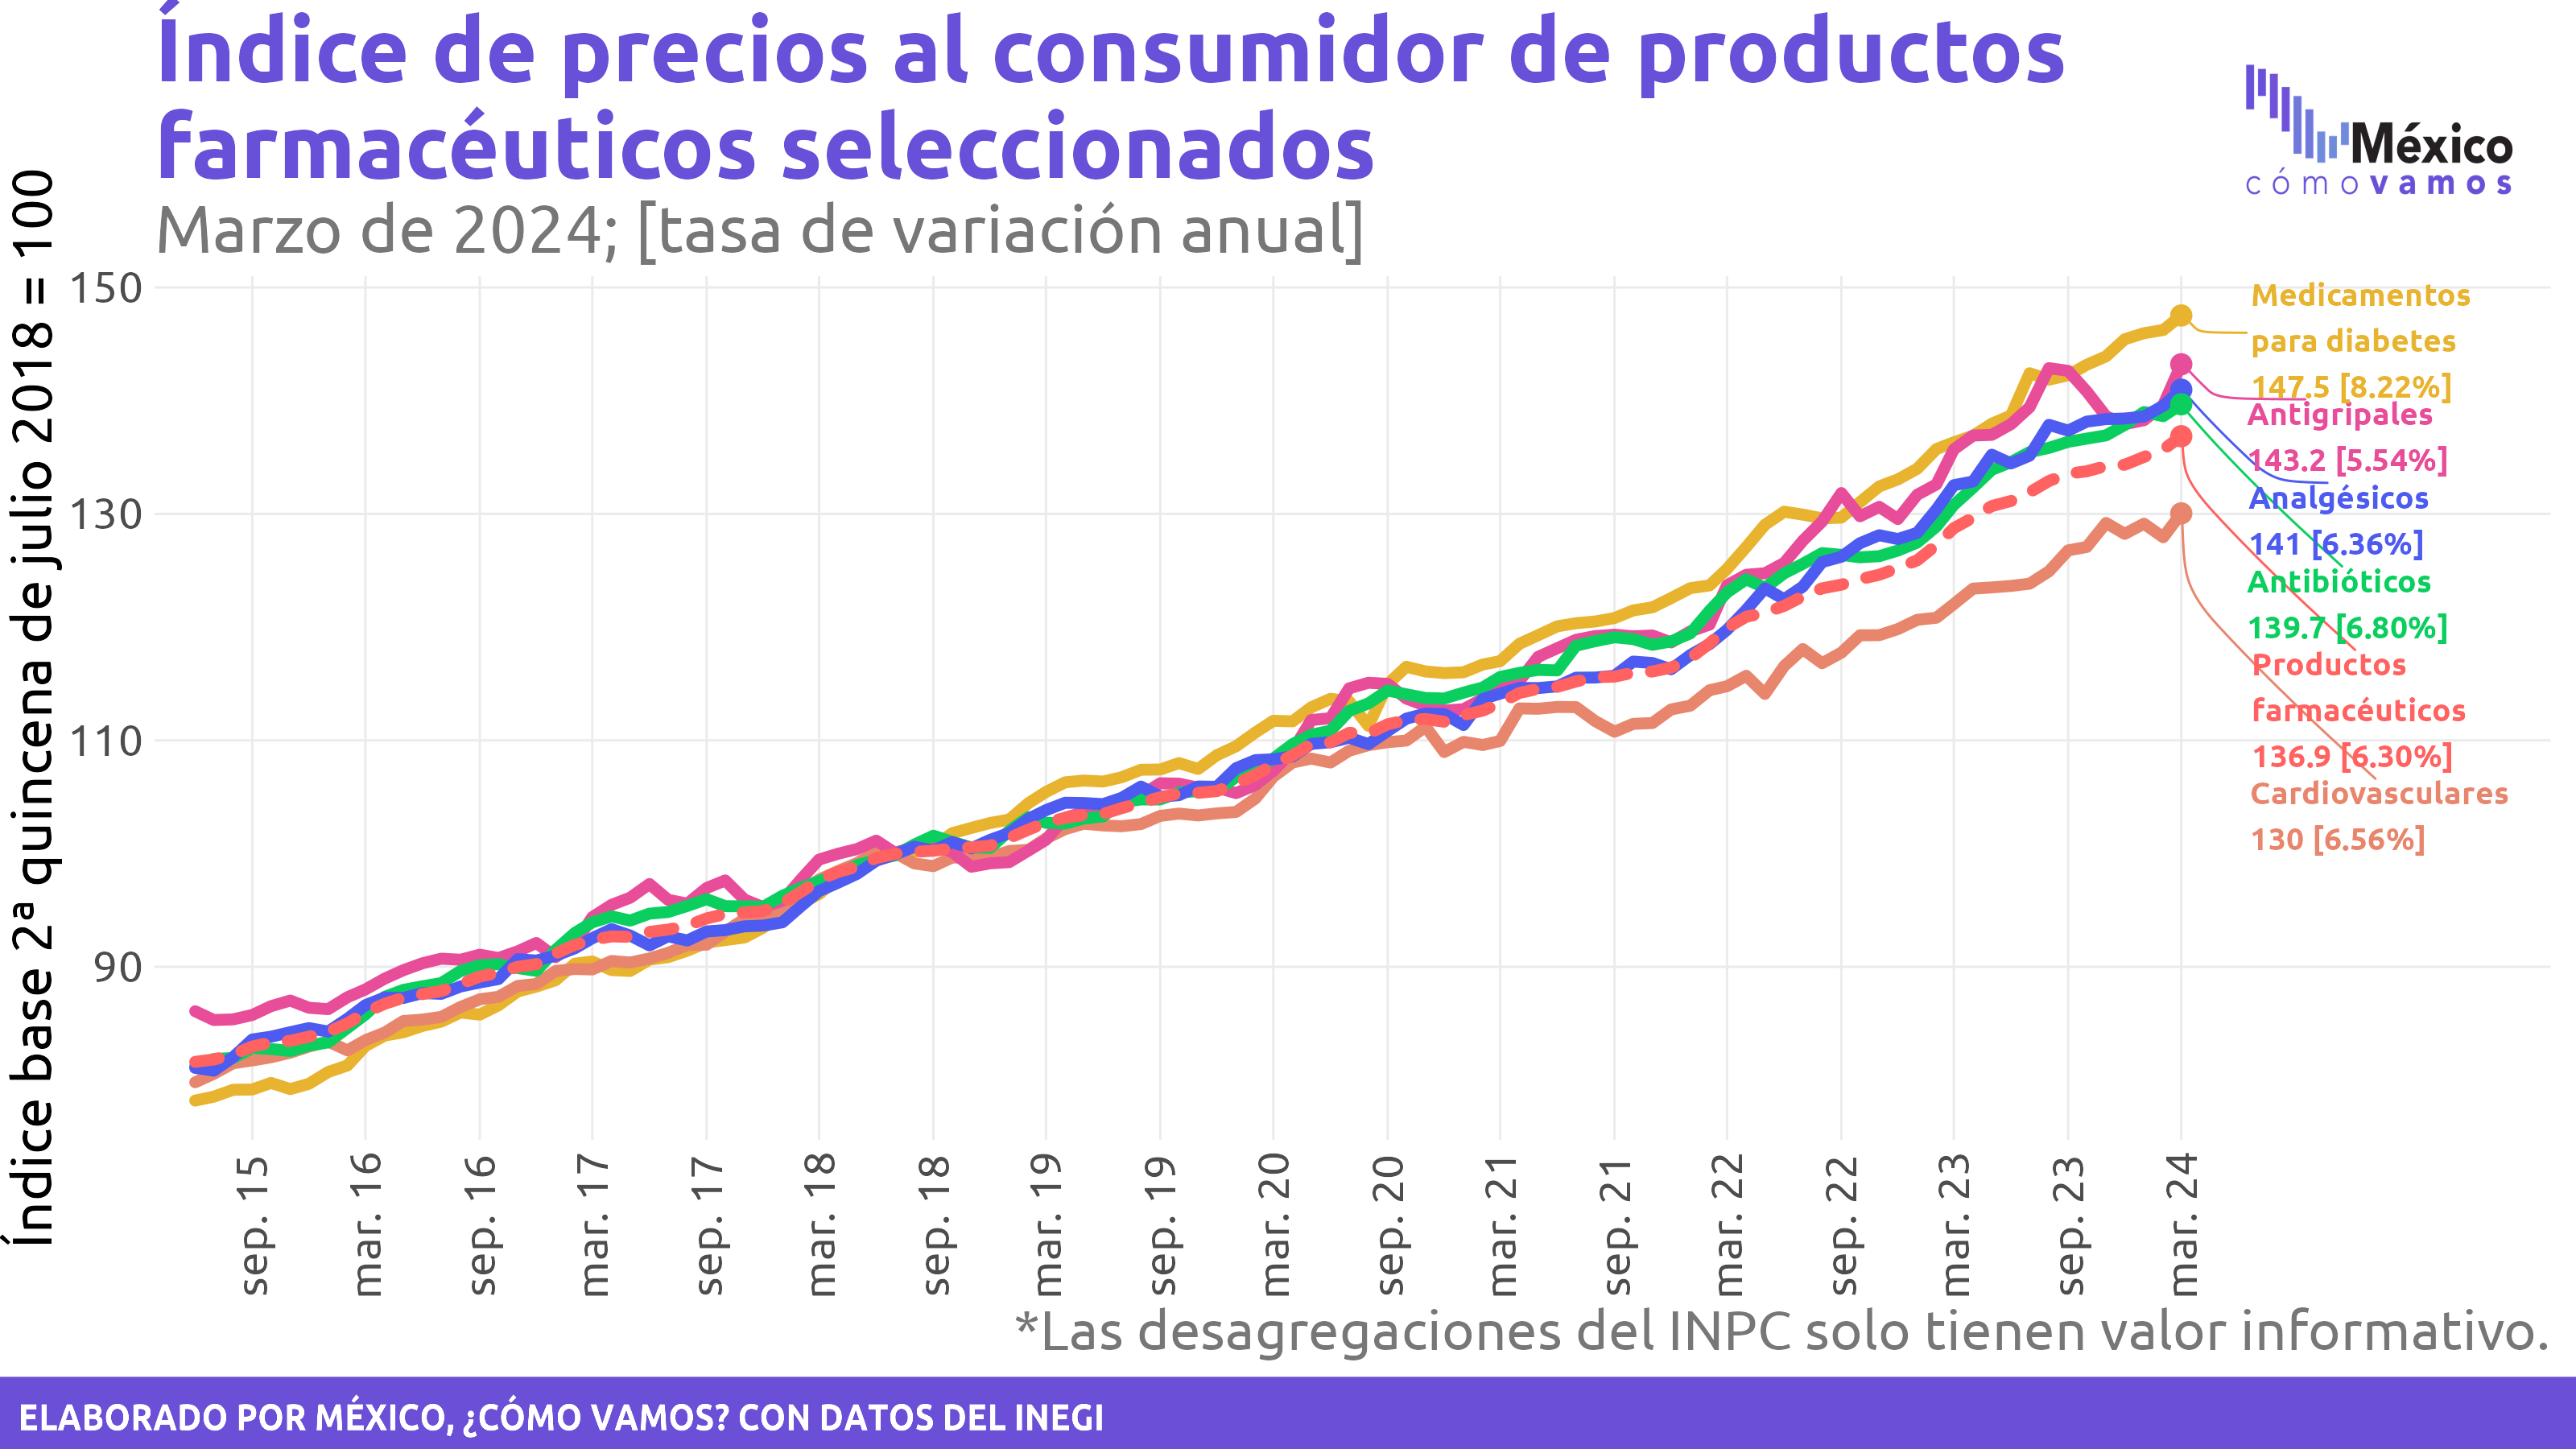 Índice de precios al consumidor de productos
farmacéuticos seleccionados
Marzo de 2024; [tasa de variación anual]
México
cómo vamos
Índice base 2ª quincena de julio 2018 = 100
150
130
110
90
Medicamentos
para diabetes
147.5 [8.22%]
Antigripales
143.2 [5.54%]
Analgésicos
141 [6.36%]
Antibióticos
139.7 [6.80%]
Productos
farmacéuticos
136.9 [6.30%]
Cardiovasculares
130 [6.56%]
sep. 15
mar. 16
sep. 16
mar. 17
sep. 17
mar. 18
sep. 18
mar. 19
sep. 19
mar. 20
sep. 20
mar. 21
sep. 21
mar. 22
sep. 22
mar. 23
sep. 23
mar. 24
*Las desagregaciones del INPC solo tienen valor informativo.
ELABORADO POR MÉXICO, ¿CÓMO VAMOS? CON DATOS DEL INEGI